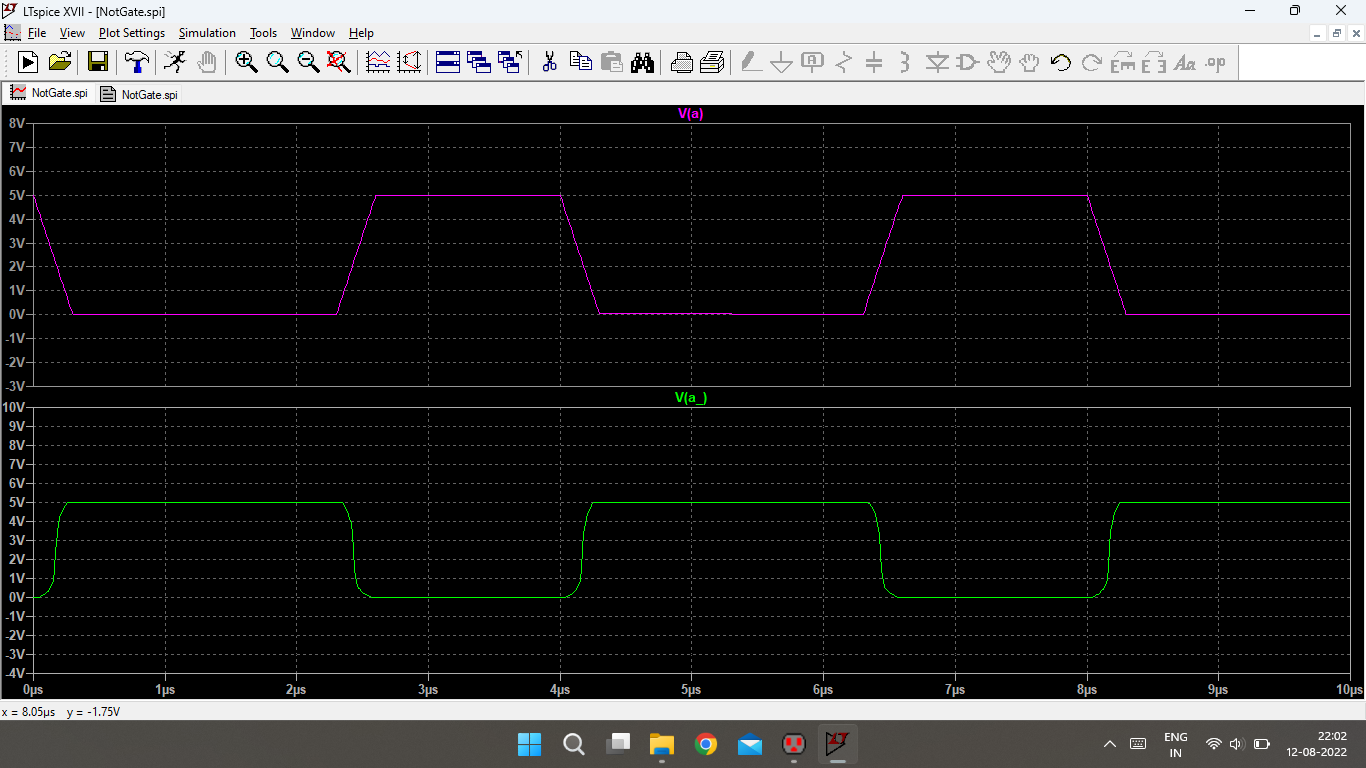 LTspice XVII - [NotGate.spi]
File View Plot Settings Simulation Tools Window Help
NotGate.spi NotGate.spi
V(a)
8V
7V
6V
5V
4V
3V
2V
1V
0V
-1V
-2V
-3V
V(a_)
10V
9V
8V
7V
6V
5V
4V
3V
2V
1V
0V
-1V
-2V
-3V
-4V
0µs 1µs 2µs 3µs 4µs 5µs 6µs 7µs 8µs 9µs 10µs
x = 8.05µs y = -1.75V
ENG 22:02
IN 12-08-2022